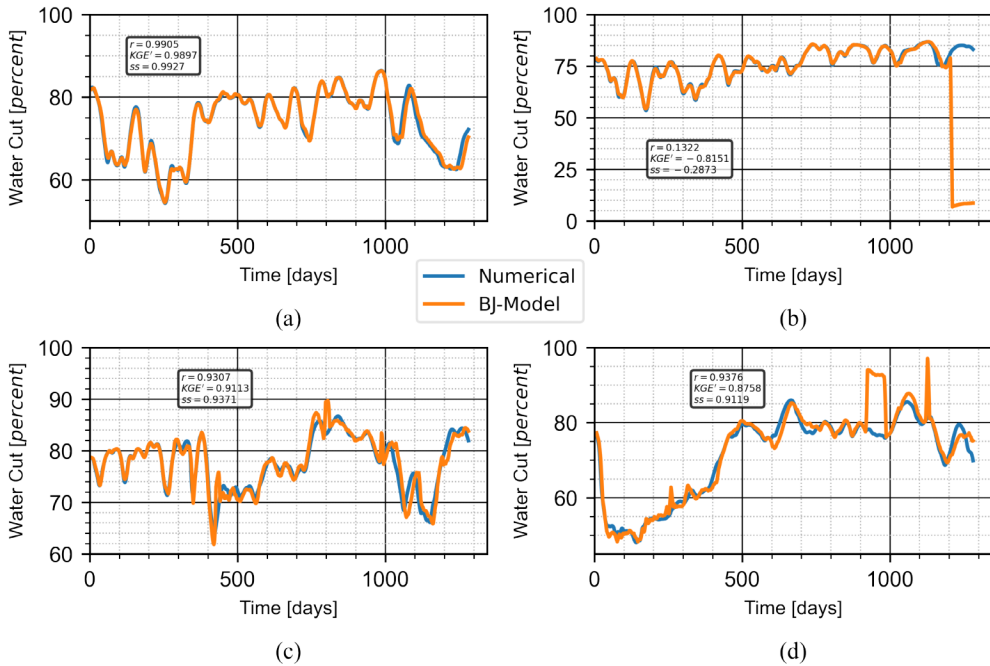 100
80
60
0
500
1000
Water Cut [percent]
r = 0.9905
KGE' = 0.9897
ss = 0.9927
Time [days]
(a)
100
75
50
25
0
0
500
1000
Water Cut [percent]
r = 0.1322
KGE' = −0.8151
ss = −0.2873
Time [days]
(b)
Numerical
BJ-Model
100
90
80
70
60
0
500
1000
Water Cut [percent]
r = 0.9307
KGE' = 0.9113
ss = 0.9371
Time [days]
(c)
100
80
60
0
500
1000
Water Cut [percent]
r = 0.9376
KGE' = 0.8758
ss = 0.9119
Time [days]
(d)